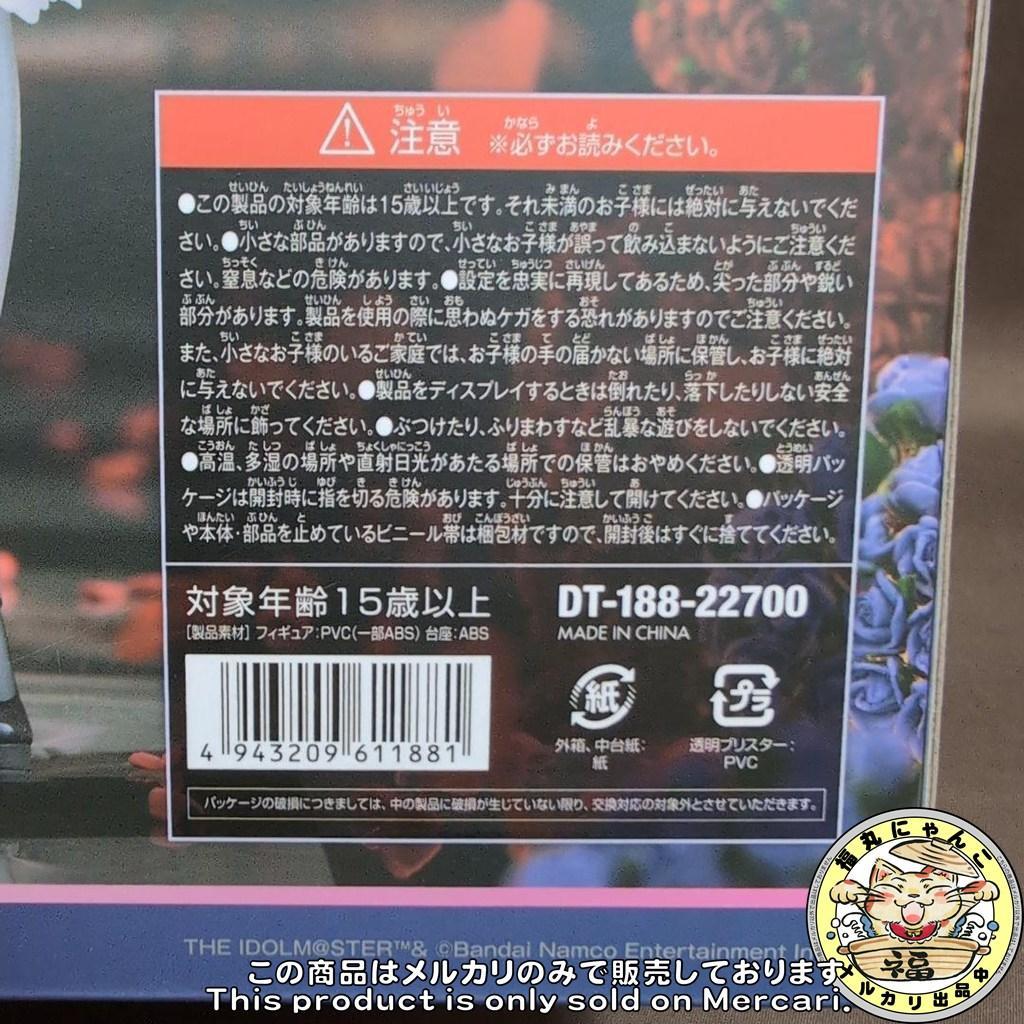 注意 ※必ずお読みください。
●この製品の対象年齢は15歳以上です。それ未満のお子様には絶対に与えないでくだ
さい。●小さな部品がありますので、小さなお子様が誤って飲み込まないようにご注意くだ
さい。窒息などの危険があります。●設定を忠実に再現してあるため、尖った部分や鋭い
部分があります。製品を使用の際に思わぬケガをする恐れがありますのでご注意ください。
また、小さなお子様のいるご家庭では、お子様の手の届かない場所に保管し、お子様に絶対
に与えないでください。●製品をディスプレイするときは倒れたり、落下したりしない安全
な場所に飾ってください。●ぶつけたり、ふりまわすなど乱暴な遊びをしないでください。
●高温、多湿の場所や直射日光があたる場所での保管はおやめください。●透明パッ
ケージは開封時に指を切る危険があります。十分に注意して開けてください。●パッケージ
や本体・部品を止めているビニール帯は梱包材ですので、開封後はすぐに捨ててください。
対象年齢15歳以上
[製品素材] フィギュア:PVC(一部ABS) 台座:ABS
DT-188-22700
MADE IN CHINA
4 943209 611881
紙
外箱、中台紙:
紙
プラ
透明ブリスター:
PVC
パッケージの破損につきましては、中の製品に破損が生じていない限り、交換対応の対象外とさせていただきます。
THE IDOLM@STER™& ©Bandai Namco Entertainment In
この商品はメルカリのみで販売しております。
This product is only sold on Mercari.
福丸にゃんこ
福
メルカリ出品中